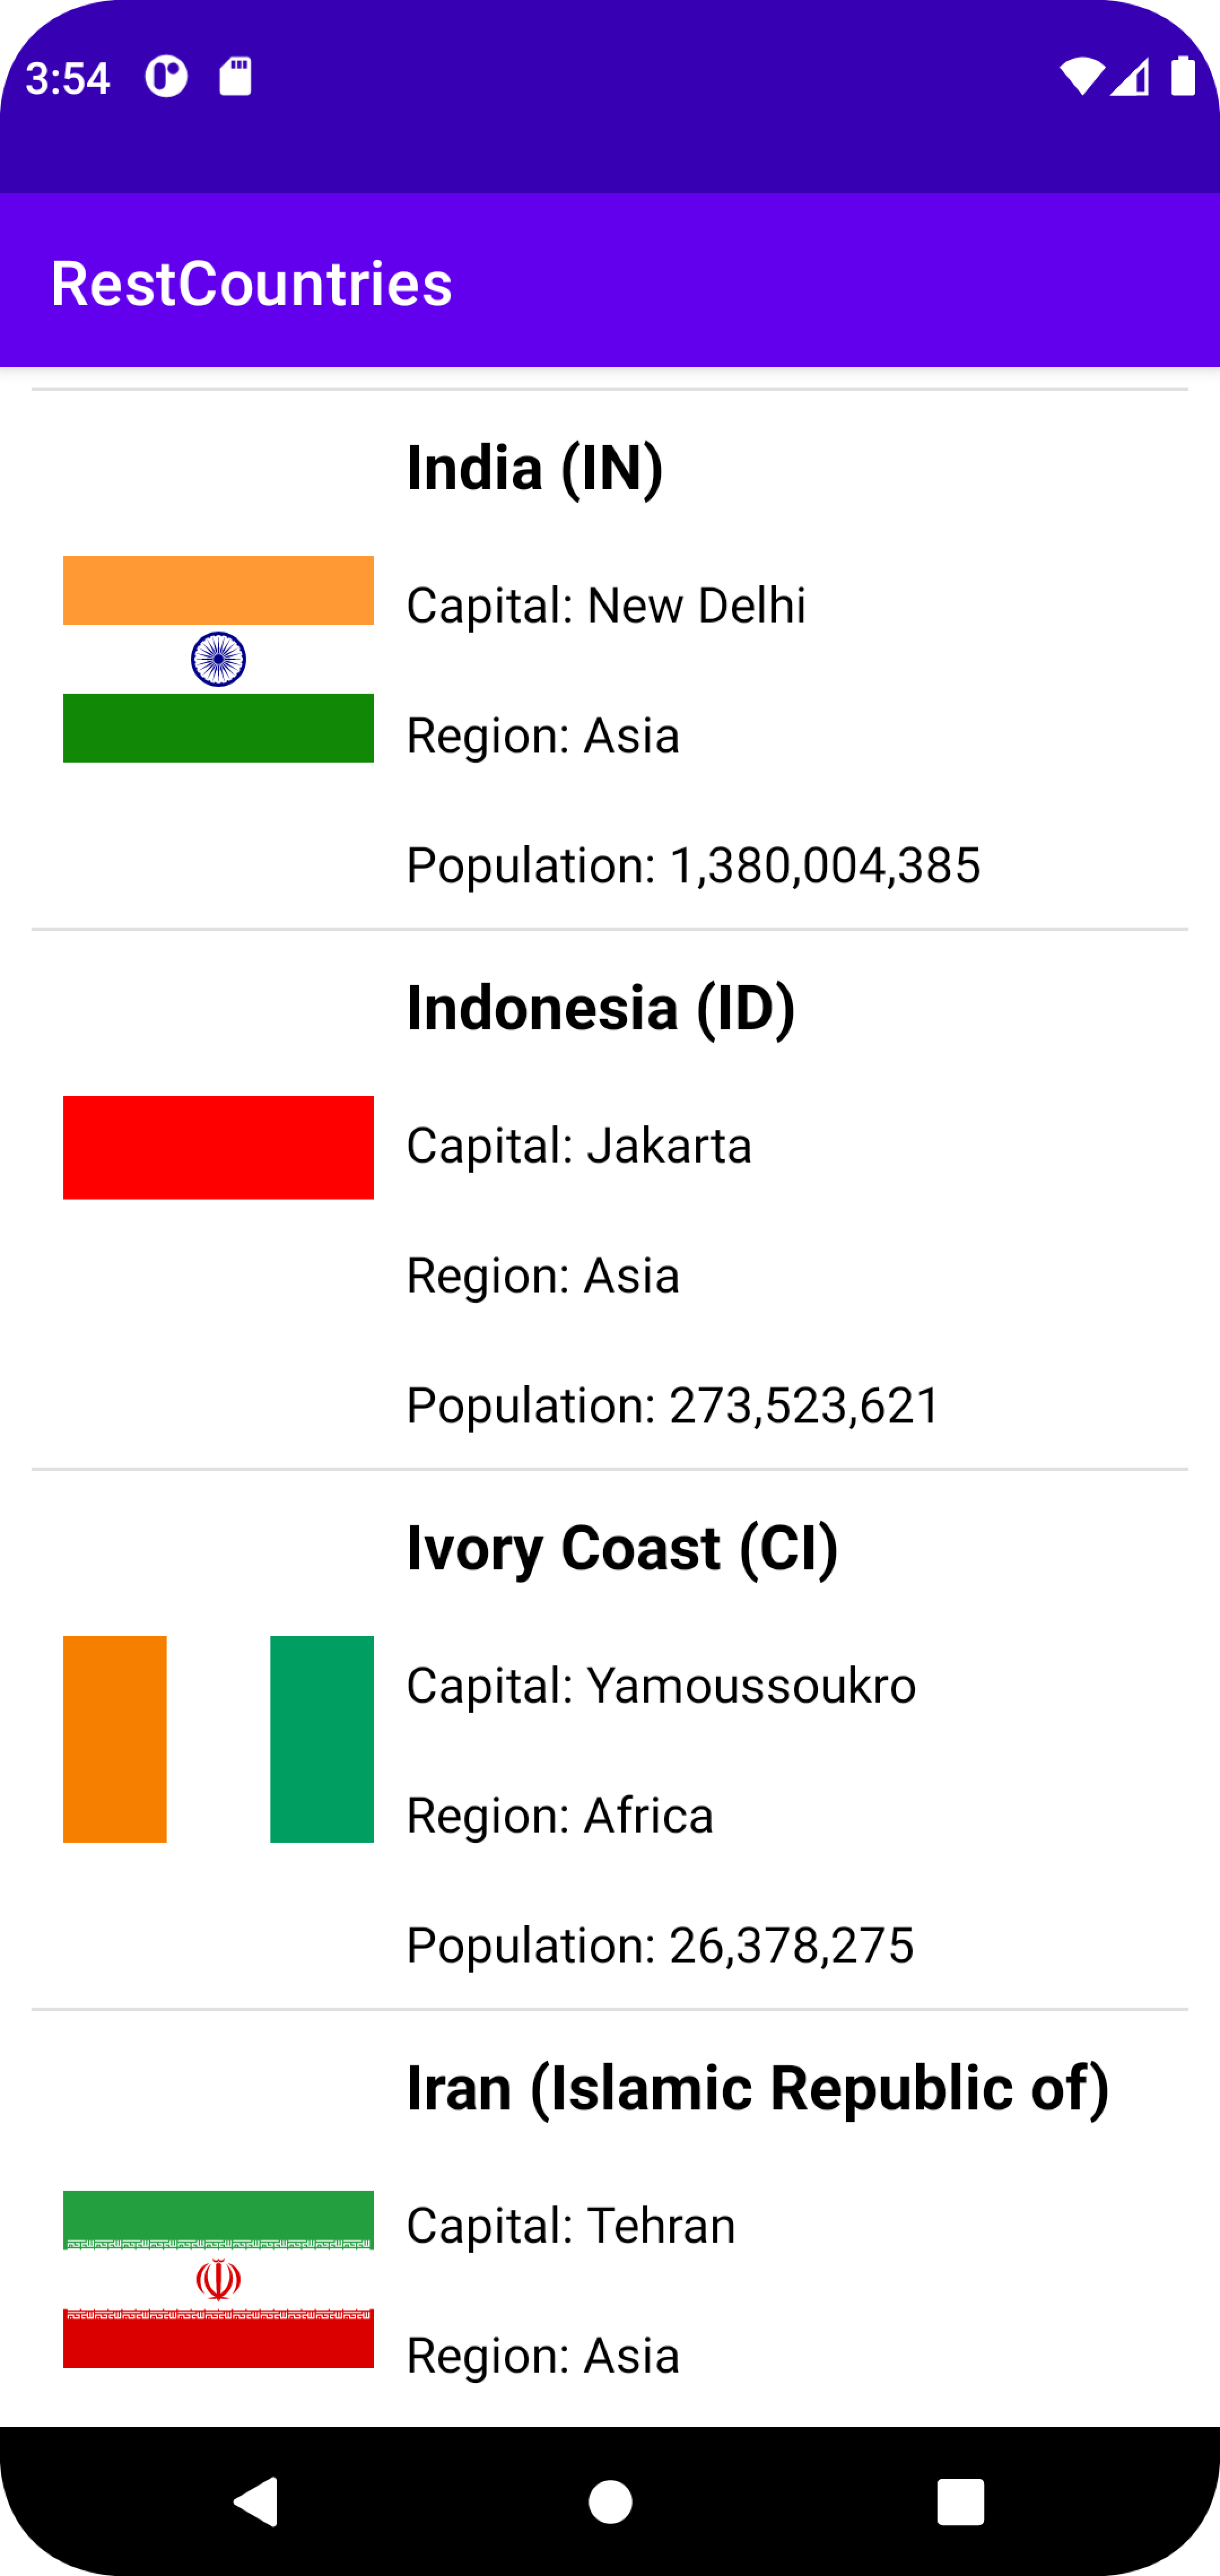 3:54
RestCountries
India (IN)
Capital: New Delhi
Region: Asia
Population: 1,380,004,385
Indonesia (ID)
Capital: Jakarta
Region: Asia
Population: 273,523,621
Ivory Coast (CI)
Capital: Yamoussoukro
Region: Africa
Population: 26,378,275
Iran (Islamic Republic of)
Capital: Tehran
Region: Asia